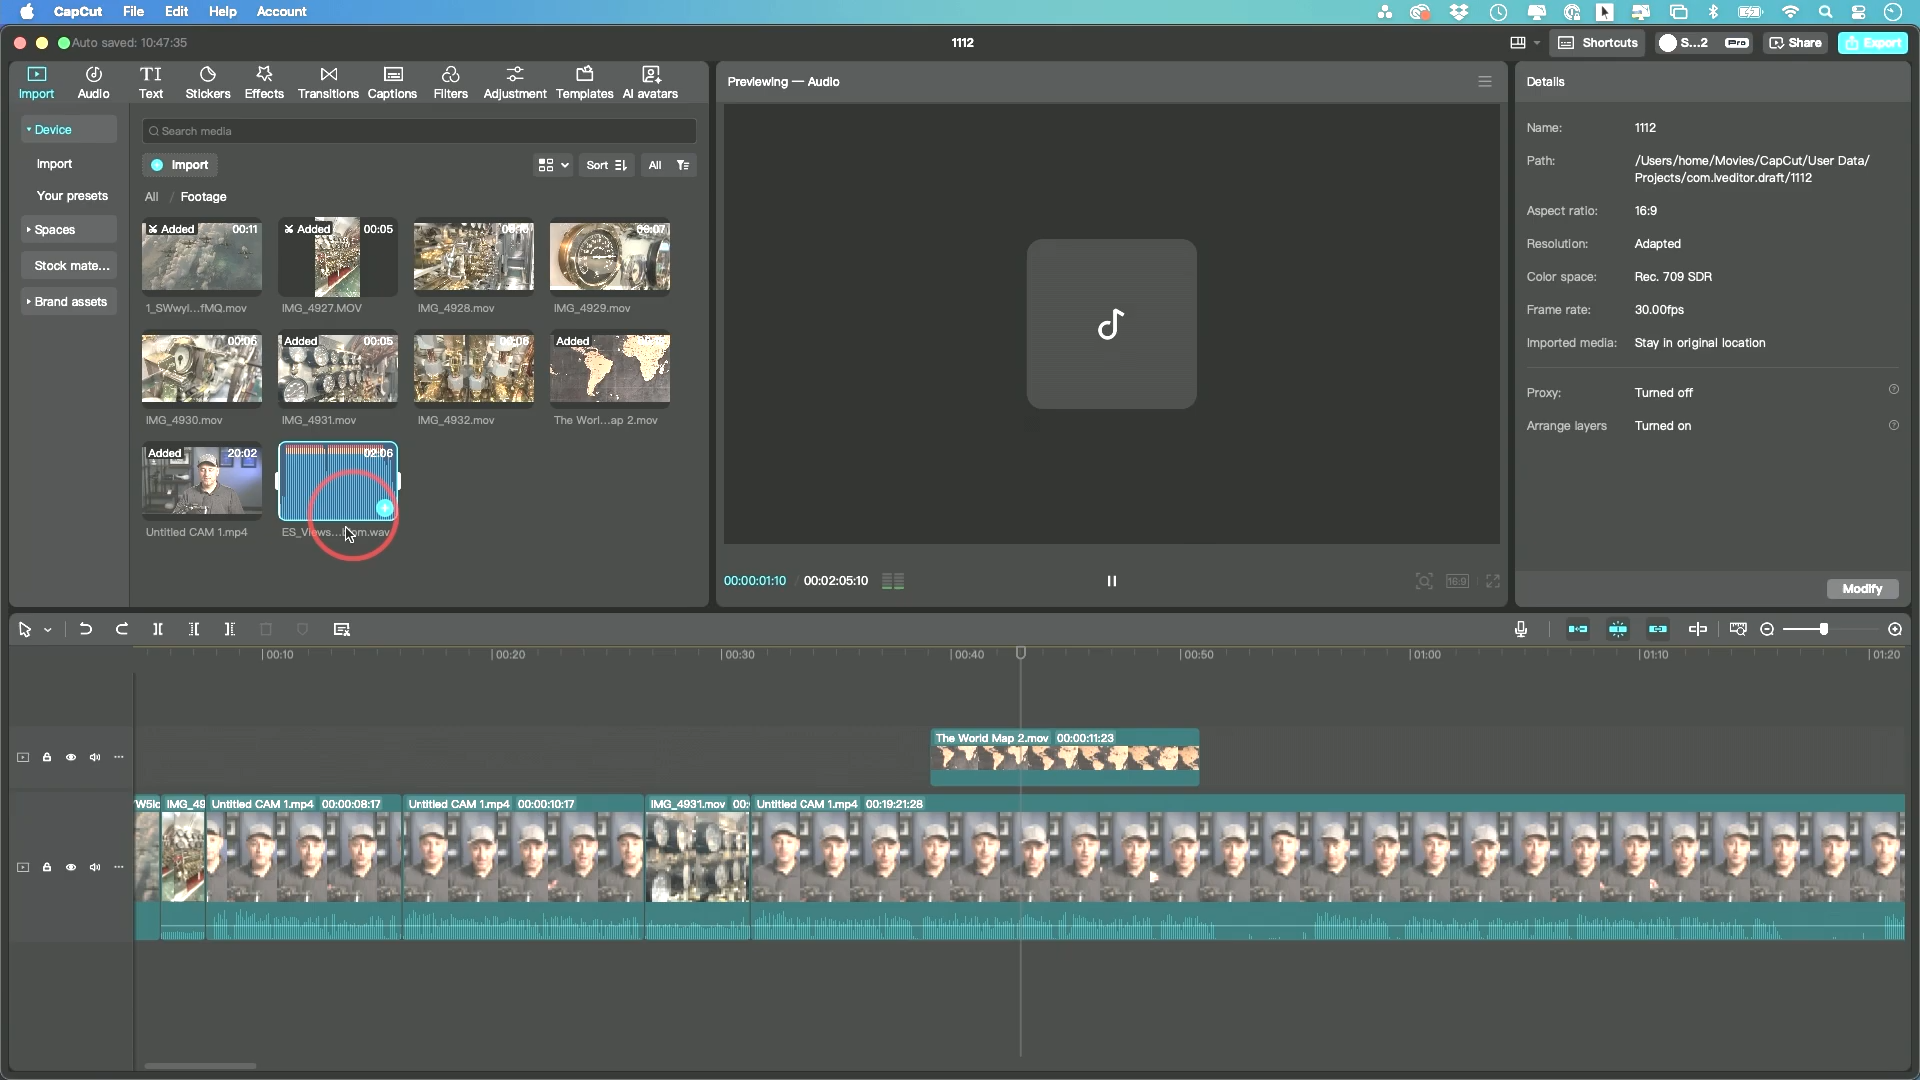 CapCut File Edit Help Account
Auto saved: 10:47:35
1112
Shortcuts
S...2
Pro
Share
Export
Import Audio Text Stickers Effects Transitions Captions Filters Adjustment Templates AI avatars
Device
Import
Your presets
Spaces
Stock mate...
Brand assets
Search media
Import
Sort
All
All / Footage
Added 00:11
Added 00:05
1_SWwyl...fMQ.mov
IMG_4927.MOV
IMG_4928.mov
IMG_4929.mov
Added 00:05
Added
IMG_4930.mov
IMG_4931.mov
IMG_4932.mov
The Worl...ap 2.mov
Added 20:02
02:06
Untitled CAM 1.mp4
Previewing — Audio
00:00:01:10
00:02:05:10
16:9
Details
Name: 1112
Path: /Users/home/Movies/CapCut/User Data/
Projects/com.lveditor.draft/1112
Aspect ratio: 16:9
Resolution: Adapted
Color space: Rec. 709 SDR
Frame rate: 30.00fps
Imported media: Stay in original location
Proxy: Turned off
Arrange layers Turned on
Modify
00:10
00:20
00:30
00:40
00:50
01:00
01:10
01:20
The World Map 2.mov 00:00:11:23
IMG_49
Untitled CAM 1.mp4 00:00:08:17
Untitled CAM 1.mp4 00:00:10:17
IMG_4931.mov 00:
Untitled CAM 1.mp4 00:19:21:28